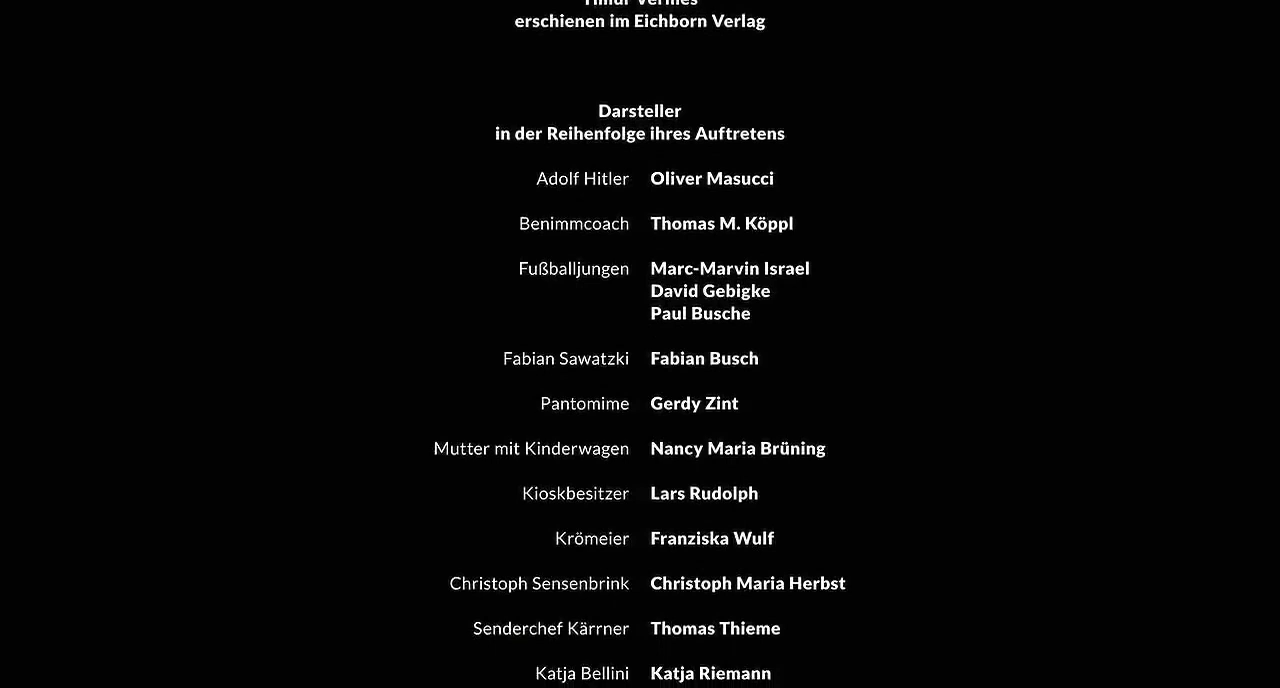 Timur Vermes
erschienen im Eichborn Verlag
Darsteller
in der Reihenfolge ihres Auftretens
Adolf Hitler Oliver Masucci
Benimmcoach Thomas M. Köppl
Fußballjungen Marc-Marvin Israel
David Gebigke
Paul Busche
Fabian Sawatzki Fabian Busch
Pantomime Gerdy Zint
Mutter mit Kinderwagen Nancy Maria Brüning
Kioskbesitzer Lars Rudolph
Krömeier Franziska Wulf
Christoph Sensenbrink Christoph Maria Herbst
Senderchef Kärrner Thomas Thieme
Katja Bellini Katja Riemann